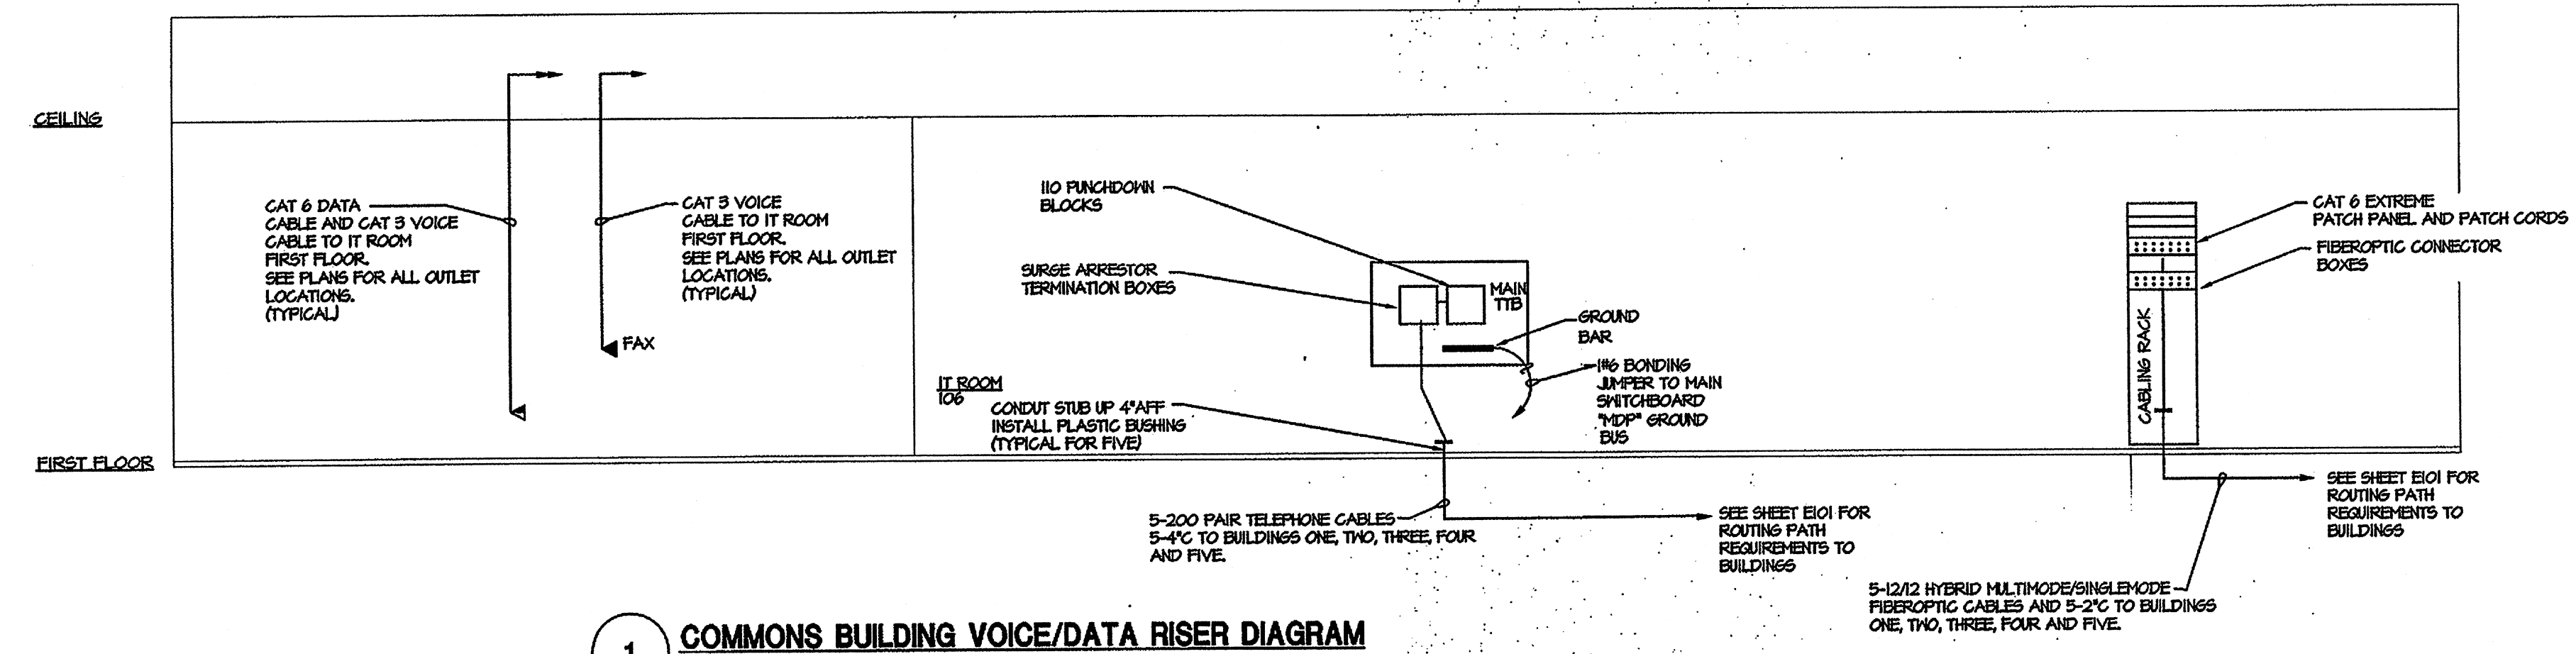 CEILING
CAT 6 DATA
CABLE AND CAT 3 VOICE
CABLE TO IT ROOM
FIRST FLOOR.
SEE PLANS FOR ALL OUTLET
LOCATIONS.
(TYPICAL)
CAT 3 VOICE
CABLE TO IT ROOM
FIRST FLOOR.
SEE PLANS FOR ALL OUTLET
LOCATIONS.
(TYPICAL)
FAX
110 PUNCHDOWN
BLOCKS
SURGE ARRESTOR
TERMINATION BOXES
MAIN
TTB
GROUND
BAR
1#6 BONDING
JUMPER TO MAIN
SWITCHBOARD
"MDP" GROUND
BUS
IT ROOM
106
CONDUT STUB UP 4"AFF
INSTALL PLASTIC BUSHING
(TYPICAL FOR FIVE)
CAT 6 EXTREME
PATCH PANEL AND PATCH CORDS
FIBEROPTIC CONNECTOR
BOXES
CABLING RACK
FIRST FLOOR
5-200 PAIR TELEPHONE CABLES
5-4"C TO BUILDINGS ONE, TWO, THREE, FOUR
AND FIVE.
SEE SHEET E101 FOR
ROUTING PATH
REQUIREMENTS TO
BUILDINGS
SEE SHEET E101 FOR
ROUTING PATH
REQUIREMENTS TO
BUILDINGS
5-12/12 HYBRID MULTIMODE/SINGLEMODE
FIBEROPTIC CABLES AND 5-2"C TO BUILDINGS
ONE, TWO, THREE, FOUR AND FIVE.
1
COMMONS BUILDING VOICE/DATA RISER DIAGRAM